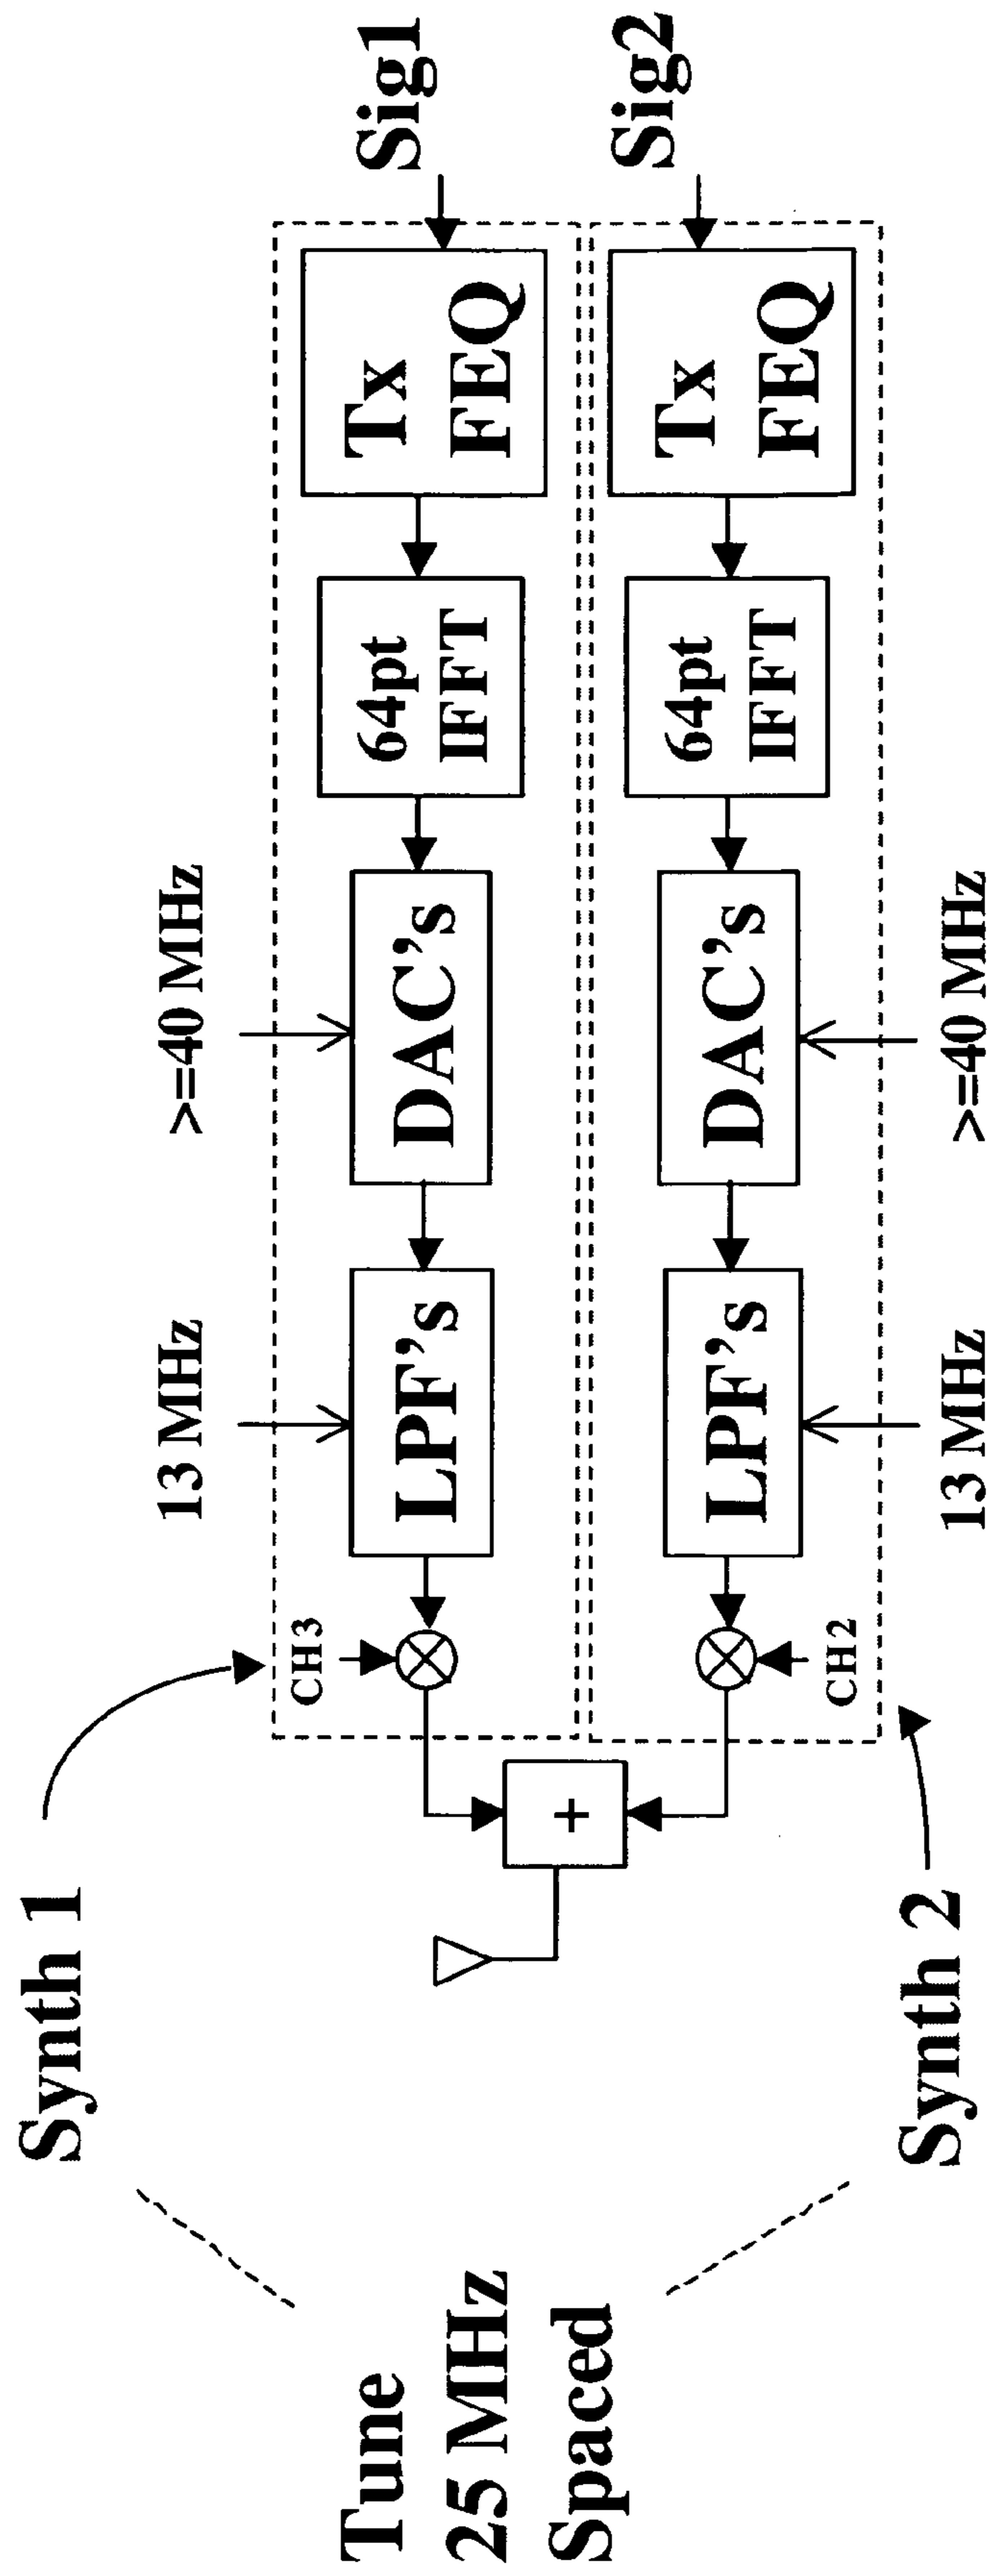 Synth 1
13 MHz
>=40 MHz
Tune
25 MHz
Spaced
CH3
+
LPF's
DAC's
64pt
IFFT
Tx
FEQ
Sig1
CH2
LPF's
DAC's
64pt
IFFT
Tx
FEQ
Sig2
Synth 2
13 MHz
>=40 MHz